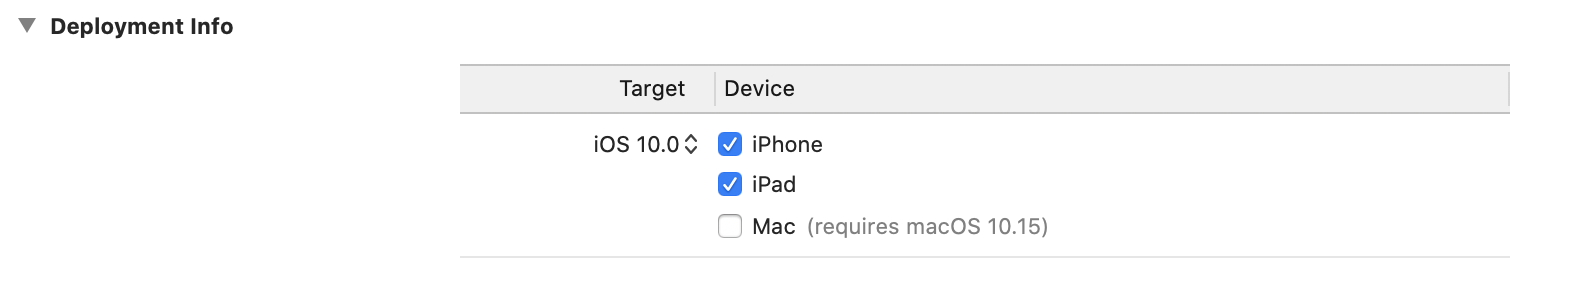 Deployment Info
Target Device
iOS 10.0 iPhone
iPad
Mac (requires macOS 10.15)